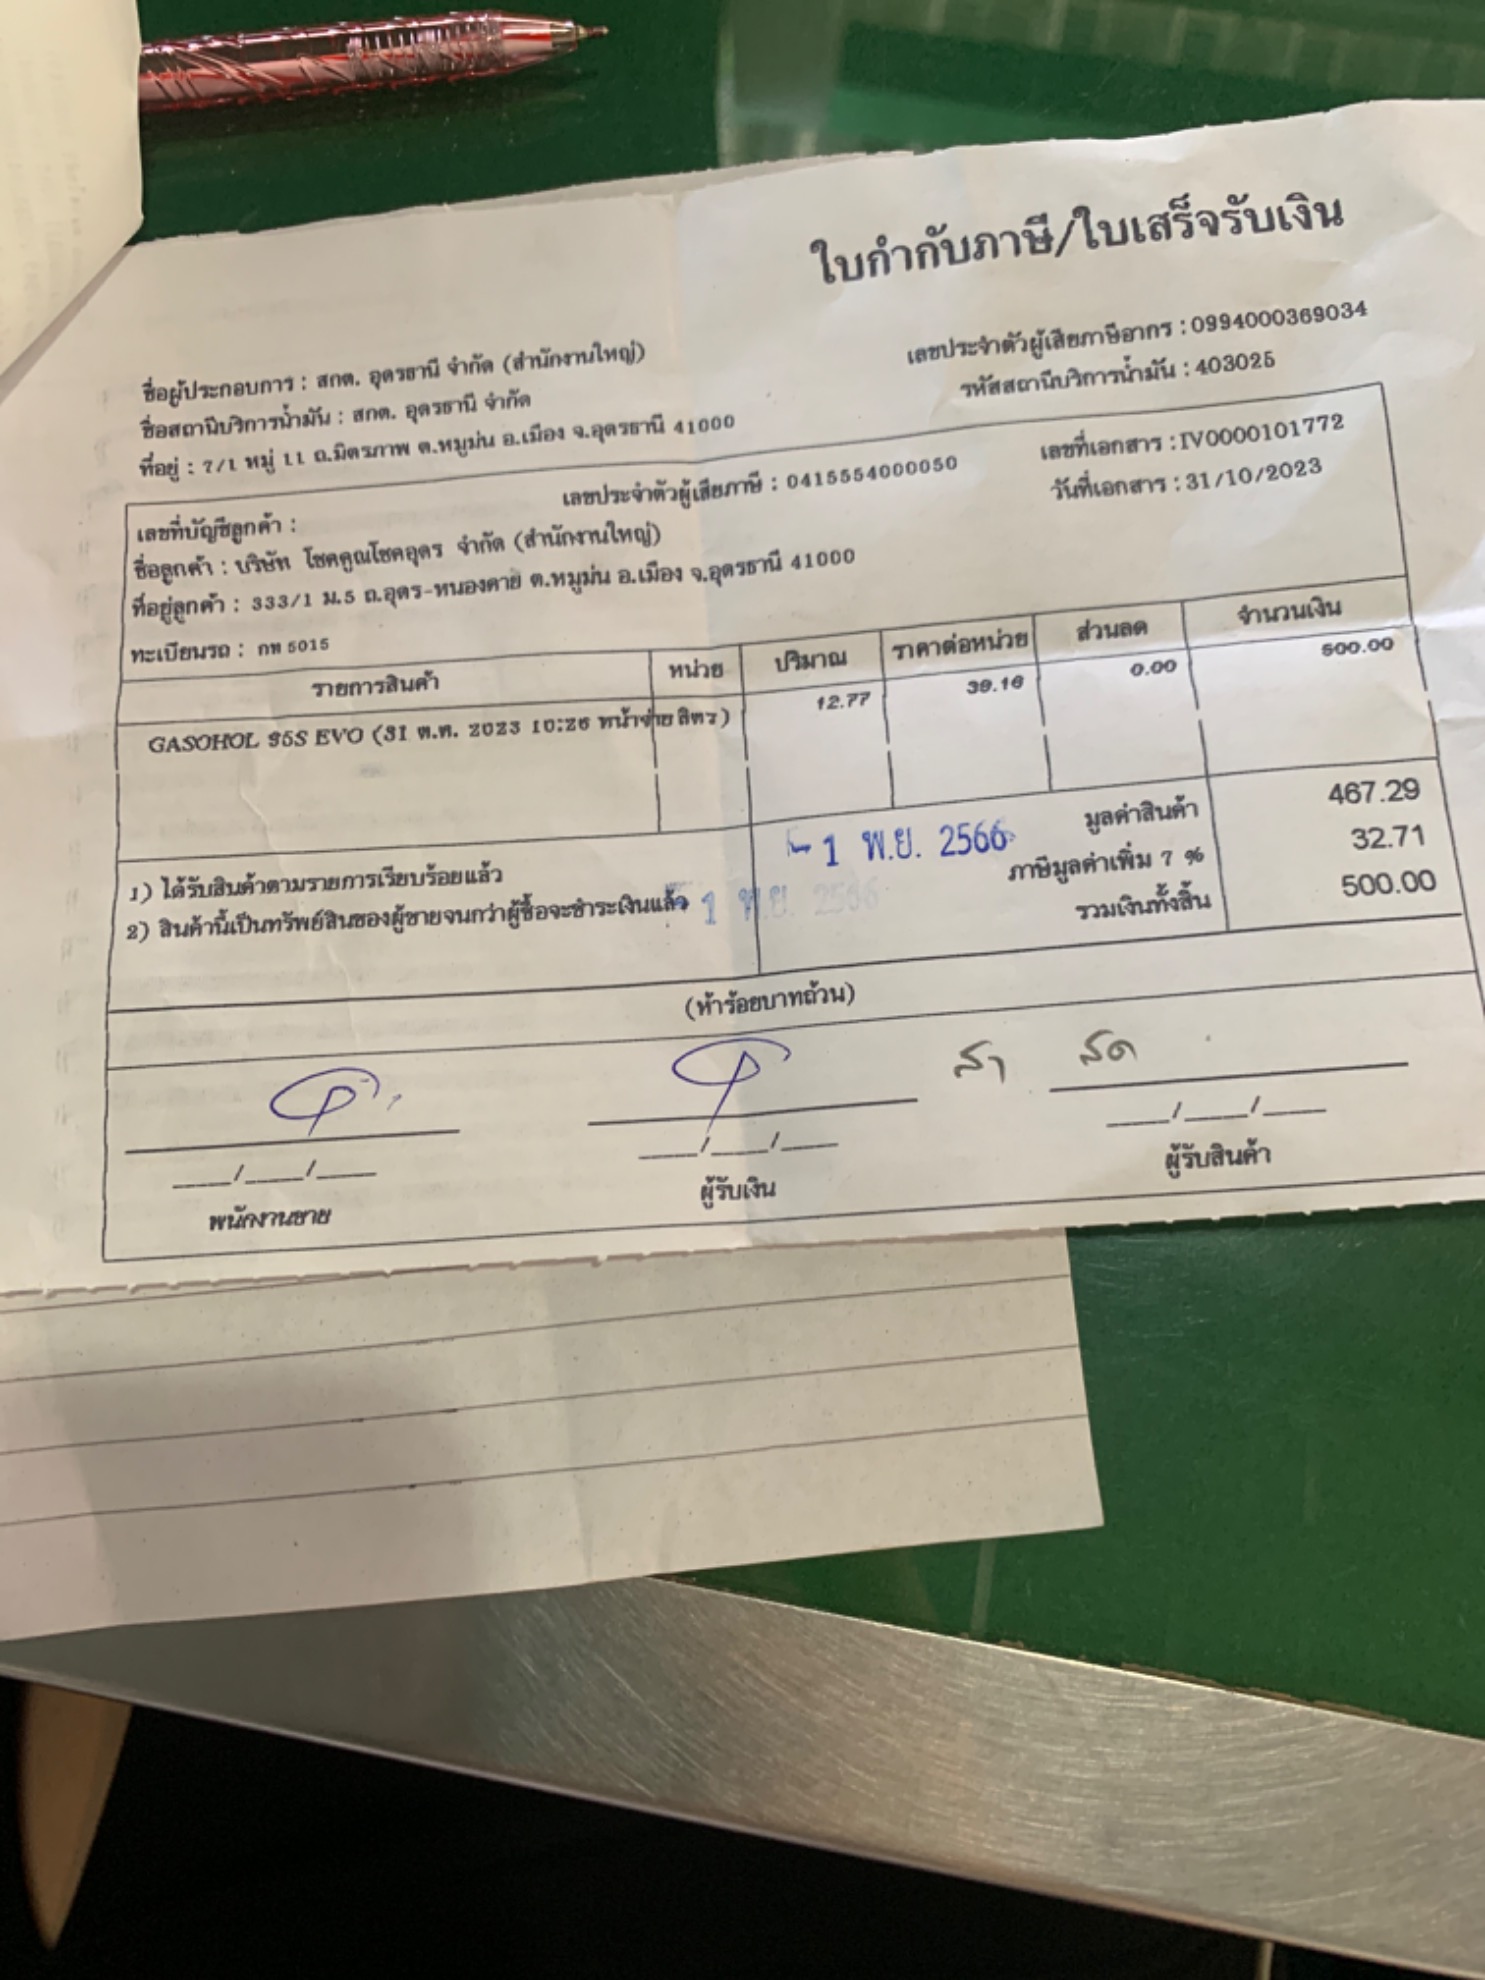 ใบกำกับภาษี/ใบเสร็จรับเงิน
เลขประจำตัวผู้เสียภาษีอากร : 0994000369034
รหัสสถานีบริการน้ำมัน : 403025
ชื่อผู้ประกอบการ : สกต. อุดรธานี จำกัด (สำนักงานใหญ่)
ชื่อสถานีบริการน้ำมัน : สกต. อุดรธานี จำกัด
ที่อยู่ : 7/1 หมู่ 11 ถ.มิตรภาพ ต.หมูม่น อ.เมือง จ.อุดรธานี 41000
เลขที่บัญชีลูกค้า : เลขประจำตัวผู้เสียภาษี : 0415554000050 เลขที่เอกสาร : IV0000101772
วันที่เอกสาร : 31/10/2023
ชื่อลูกค้า : บริษัท โชคคูณโชคอุดร จำกัด (สำนักงานใหญ่)
ที่อยู่ลูกค้า : 333/1 ม.5 ถ.อุดร-หนองคาย ต.หมูม่น อ.เมือง จ.อุดรธานี 41000
ทะเบียนรถ : กท 5015
รายการสินค้า หน่วย ปริมาณ ราคาต่อหน่วย ส่วนลด จำนวนเงิน
GASOHOL 95S EVO (31 ต.ค. 2023 10:26 หน้าจ่าย ลิตร) 12.77 39.16 0.00 500.00
มูลค่าสินค้า 467.29
ภาษีมูลค่าเพิ่ม 7 % 32.71
รวมเงินทั้งสิ้น 500.00
- 1 พ.ย. 2566
1) ได้รับสินค้าตามรายการเรียบร้อยแล้ว
2) สินค้านี้เป็นทรัพย์สินของผู้ขายจนกว่าผู้ซื้อจะชำระเงินแล้ว
1 พ.ย. 2566
(ห้าร้อยบาทถ้วน)
สด
____/____/____ ____/____/____ ____/____/____
พนักงานขาย ผู้รับเงิน ผู้รับสินค้า